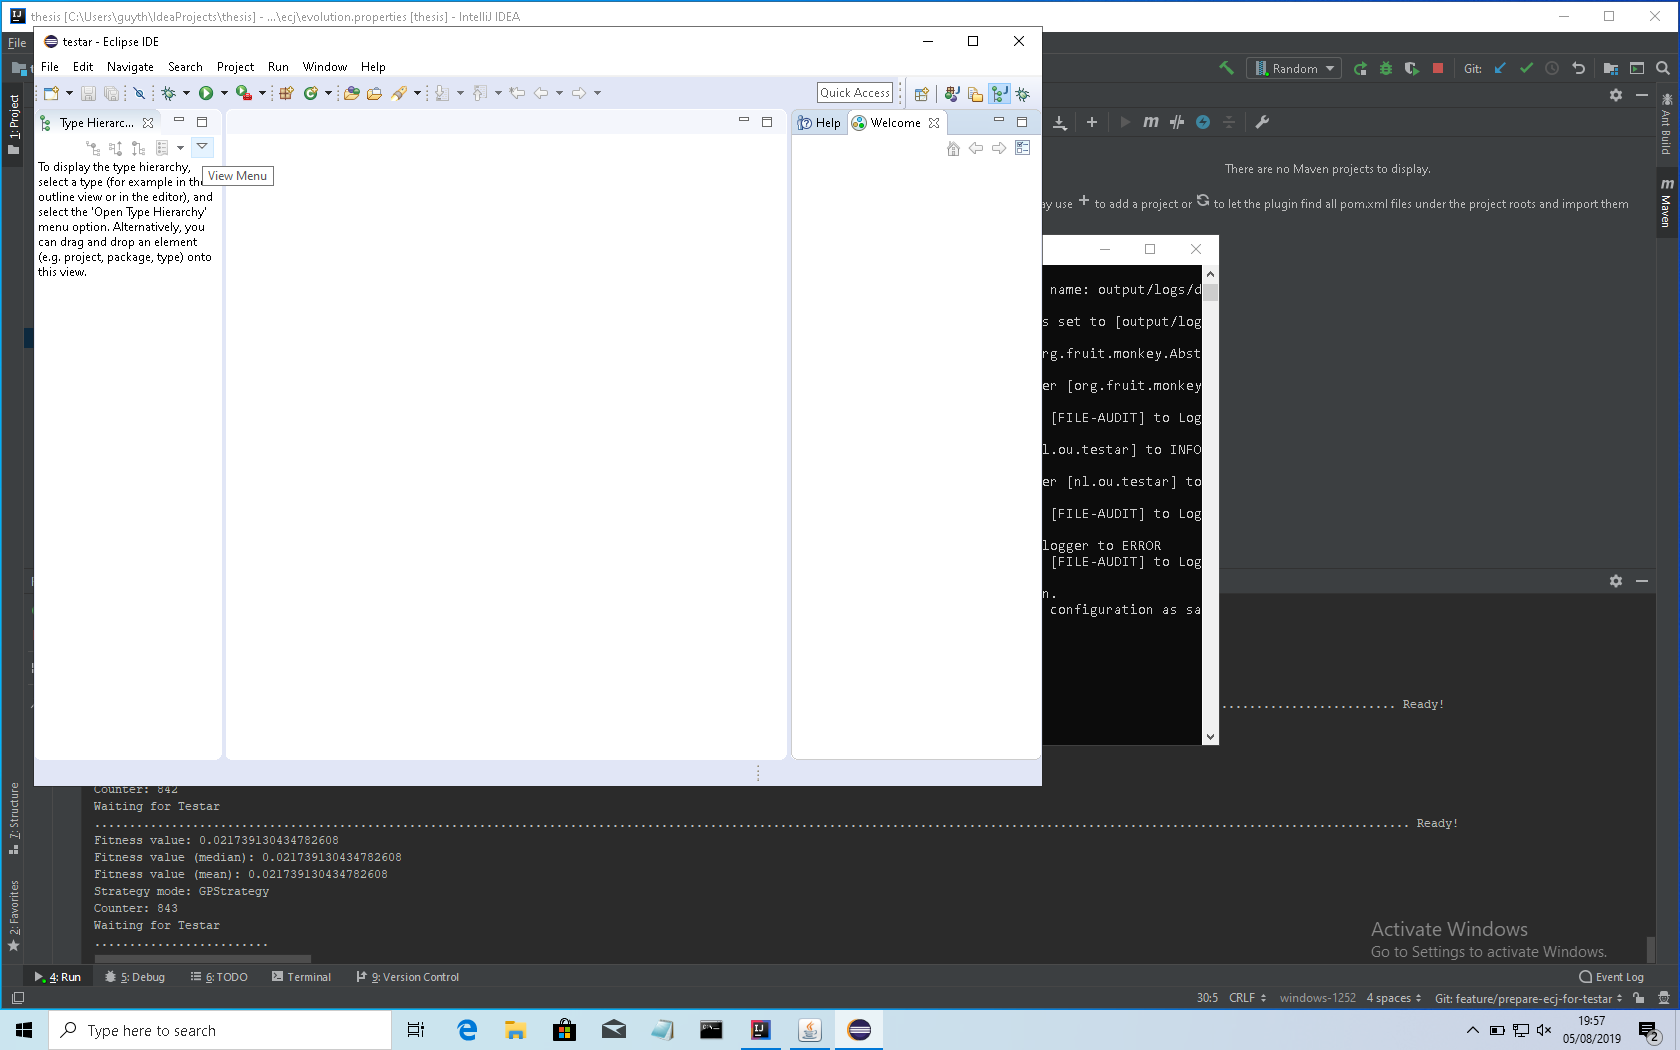 thesis [C:\Users\guyth\IdeaProjects\thesis] - ...\ecj\evolution.properties [thesis] - IntelliJ IDEA
File
testar - Eclipse IDE
File Edit Navigate Search Project Run Window Help
Quick Access
Random
Git:
1: Project
Type Hierarc...
Help
Welcome
To display the type hierarchy,
select a type (for example in the
outline view or in the editor), and
select the 'Open Type Hierarchy'
menu option. Alternatively, you
can drag and drop an element
(e.g. project, package, type) onto
this view.
View Menu
There are no Maven projects to display.
ay use + to add a project or to let the plugin find all pom.xml files under the project roots and import them
Ant Build
Maven
name: output/logs/d
s set to [output/log
rg.fruit.monkey.Abst
er [org.fruit.monkey
[FILE-AUDIT] to Log
l.ou.testar] to INFO
er [nl.ou.testar] to
[FILE-AUDIT] to Log
logger to ERROR
[FILE-AUDIT] to Log
n.
configuration as sa
........................ Ready!
Counter: 842
Waiting for Testar
........................ Ready!
Fitness value: 0.021739130434782608
Fitness value (median): 0.021739130434782608
Fitness value (mean): 0.021739130434782608
Strategy mode: GPStrategy
Counter: 843
Waiting for Testar
.........................
7: Structure
2: Favorites
Activate Windows
Go to Settings to activate Windows.
4: Run 5: Debug 6: TODO Terminal 9: Version Control
Event Log
30:5 CRLF windows-1252 4 spaces Git: feature/prepare-ecj-for-testar
Type here to search
19:57
05/08/2019
2